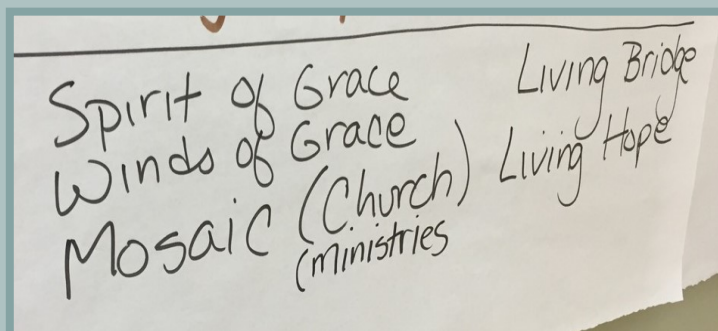 Spirit of Grace
Winds of Grace
Mosaic (Church)
(ministries
Living Bridge
Living Hope